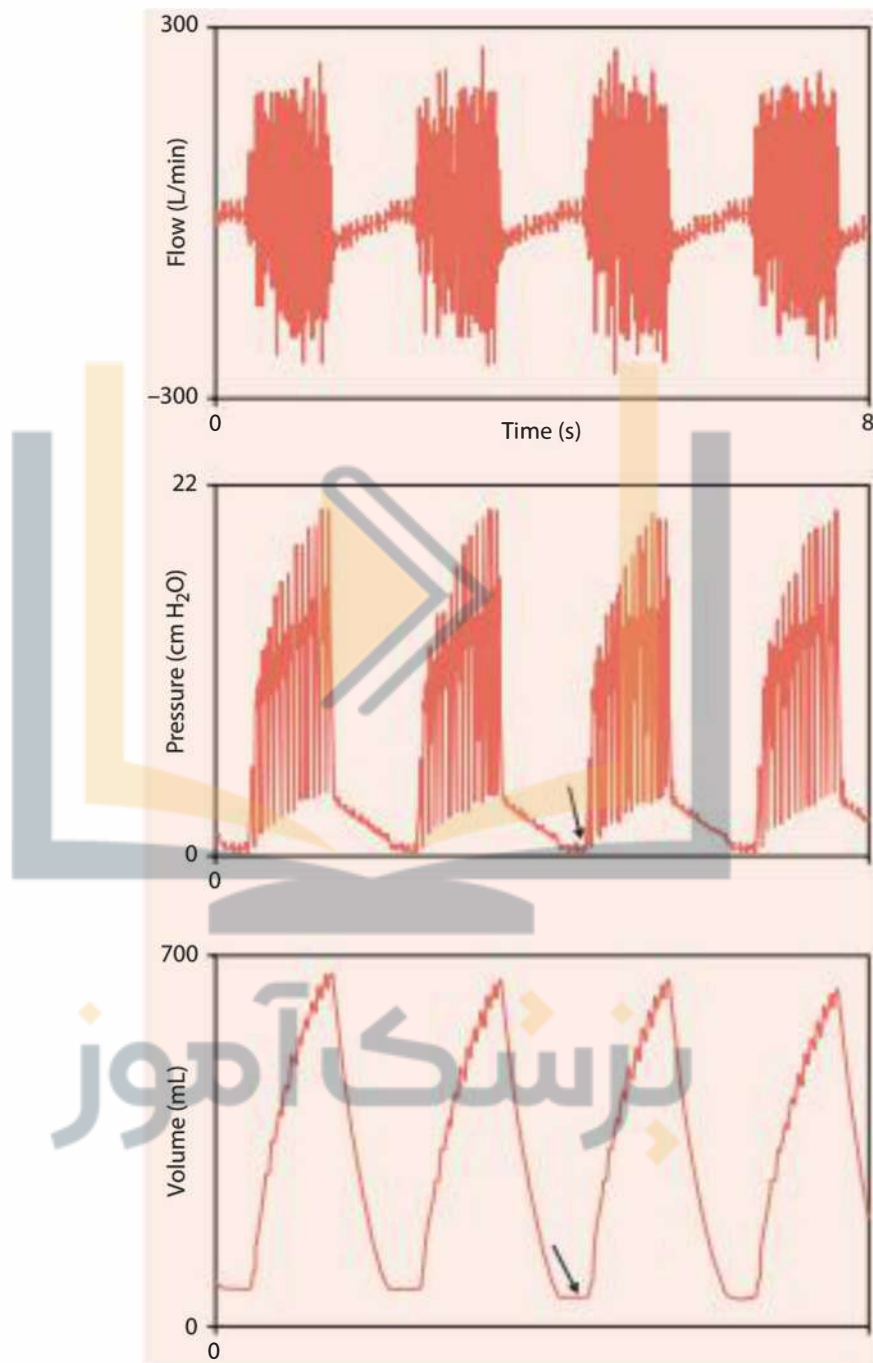 300
Flow (L/min)
−300
0
Time (s)
8
22
Pressure (cm H₂O)
0
0
700
Volume (mL)
0
0
پزشک آموز